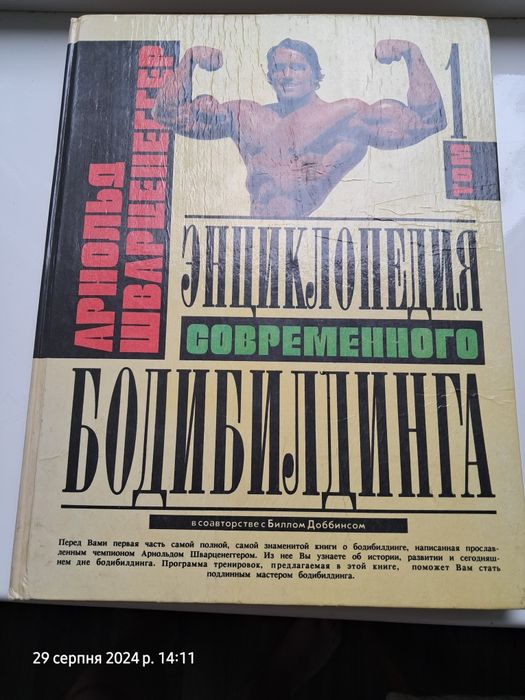 АРНОЛЬД
ШВАРЦЕНЕГГЕР
1
ТОМ
ЭНЦИКЛОПЕДИЯ
СОВРЕМЕННОГО
БОДИБИЛДИНГА
в соавторстве с Биллом Доббинсом
Перед Вами первая часть самой полной, самой знаменитой книги о бодибилдинге, написанная прослав-
ленным чемпионом Арнольдом Шварценеггером. Из нее Вы узнаете об истории, развитии и сегодняш-
нем дне бодибилдинга. Программа тренировок, предлагаемая в этой книге, поможет Вам стать
подлинным мастером бодибилдинга.
29 серпня 2024 р. 14:11